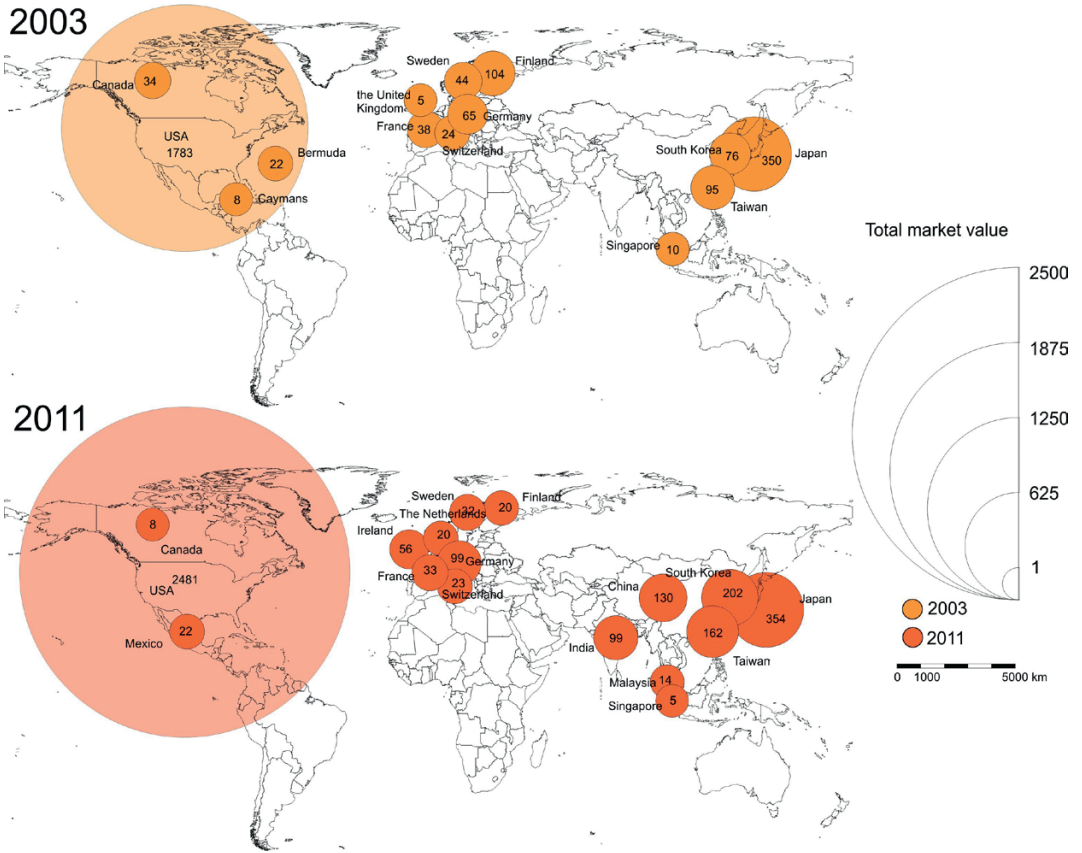 2003
Canada
34
USA
1783
Bermuda
22
8
Caymans
Sweden
44
104
Finland
the United
Kingdom
5
65
Germany
France
38
24
Switzerland
South Korea
76
350
Japan
95
Taiwan
Singapore
10
Total market value
2500
1875
1250
625
1
2003
2011
0 1000 5000 km
2011
8
Canada
2481
USA
22
Mexico
Sweden
20
Finland
The Netherlands
20
Ireland
56
99
Germany
France
33
23
Switzerland
China
130
South Korea
202
354
Japan
162
Taiwan
India
99
Malaysia
14
Singapore
5